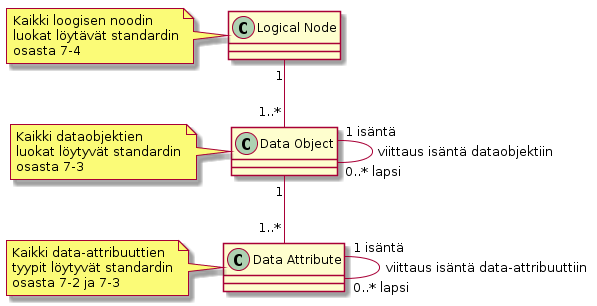 Kaikki loogisen noodin
luokat löytävät standardin
osasta 7-4
C Logical Node
1
1..*
Kaikki dataobjektien
luokat löytyvät standardin
osasta 7-3
C Data Object
1 isäntä
viittaus isäntä dataobjektiin
0..* lapsi
1
1..*
Kaikki data-attribuuttien
tyypit löytyvät standardin
osasta 7-2 ja 7-3
C Data Attribute
1 isäntä
viittaus isäntä data-attribuuttiin
0..* lapsi